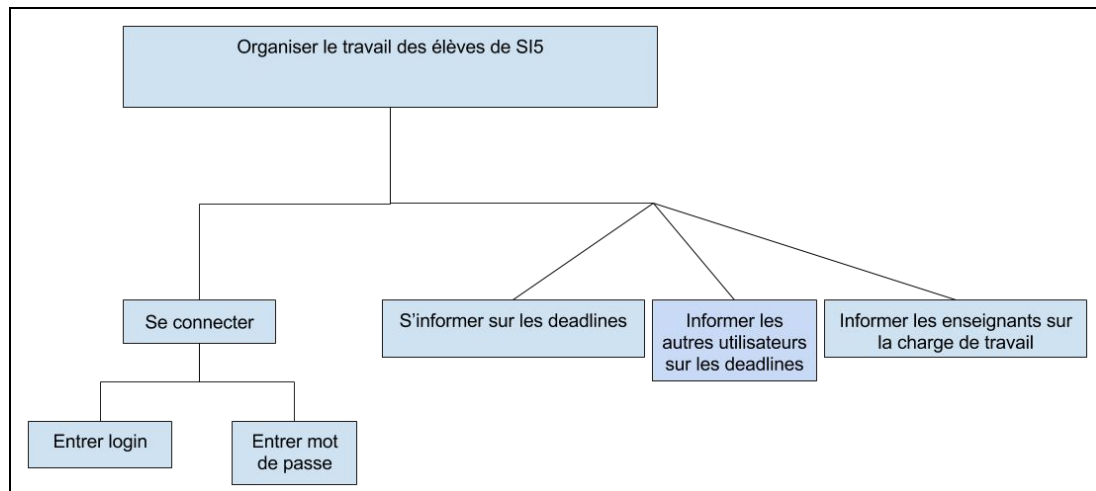 Organiser le travail des élèves de SI5
Se connecter
S'informer sur les deadlines
Informer les
autres utilisateurs
sur les deadlines
Informer les enseignants sur
la charge de travail
Entrer login
Entrer mot
de passe